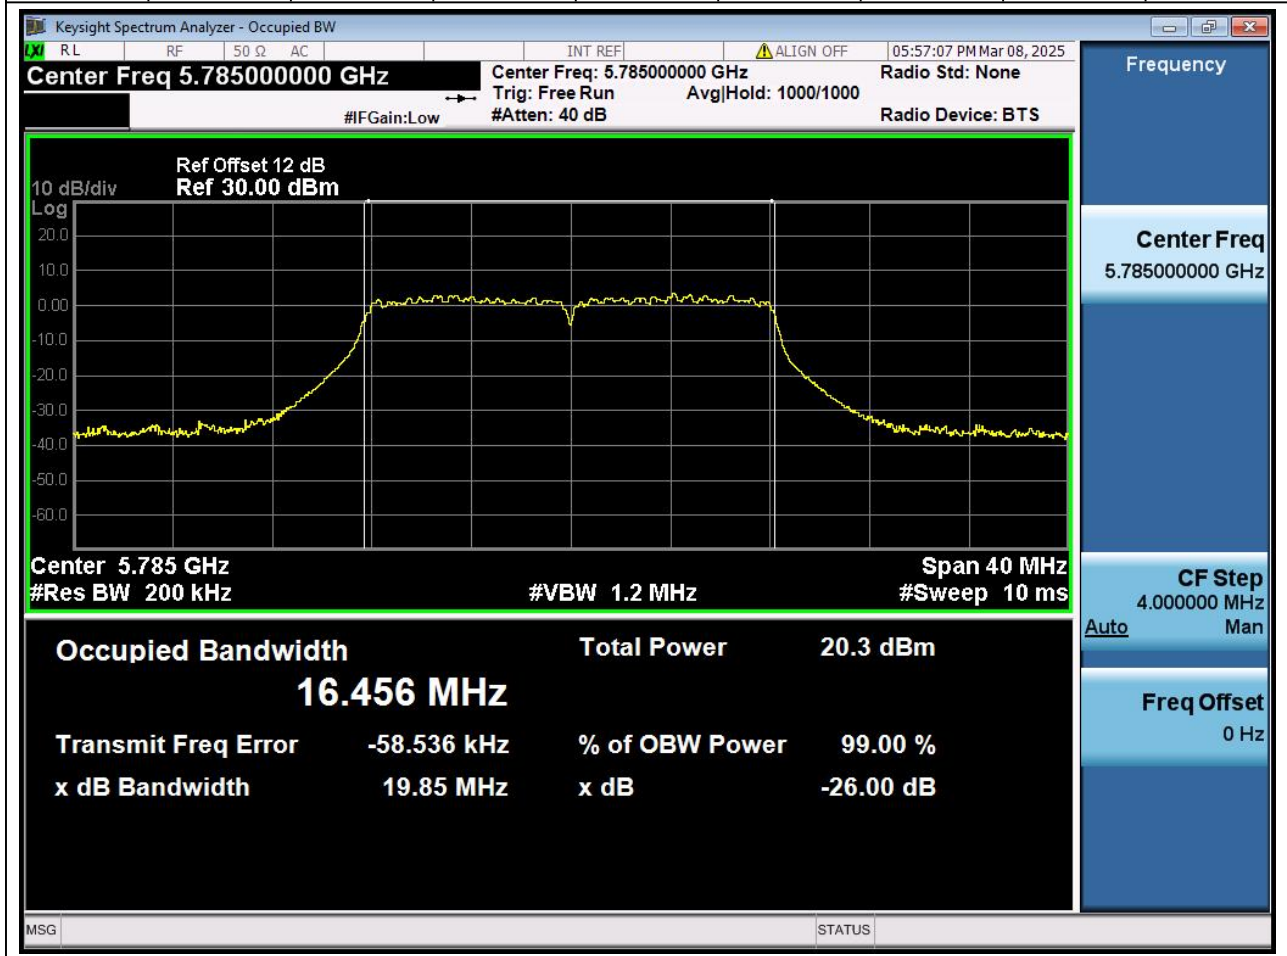 Keysight Spectrum Analyzer - Occupied BW
LXI RL RF 50 Ω AC INT REF ALIGN OFF 05:57:07 PM Mar 08, 2025
Center Freq 5.785000000 GHz
Center Freq: 5.785000000 GHz
Radio Std: None
Trig: Free Run Avg|Hold: 1000/1000
#IFGain:Low
#Atten: 40 dB
Radio Device: BTS
Ref Offset 12 dB
10 dB/div Ref 30.00 dBm
Log
20.0
10.0
0.00
-10.0
-20.0
-30.0
-40.0
-50.0
-60.0
Center 5.785 GHz Span 40 MHz
#Res BW 200 kHz #VBW 1.2 MHz #Sweep 10 ms
Occupied Bandwidth Total Power 20.3 dBm
16.456 MHz
Transmit Freq Error -58.536 kHz % of OBW Power 99.00 %
x dB Bandwidth 19.85 MHz x dB -26.00 dB
MSG STATUS
Frequency
Center Freq
5.785000000 GHz
CF Step
4.000000 MHz
Auto Man
Freq Offset
0 Hz